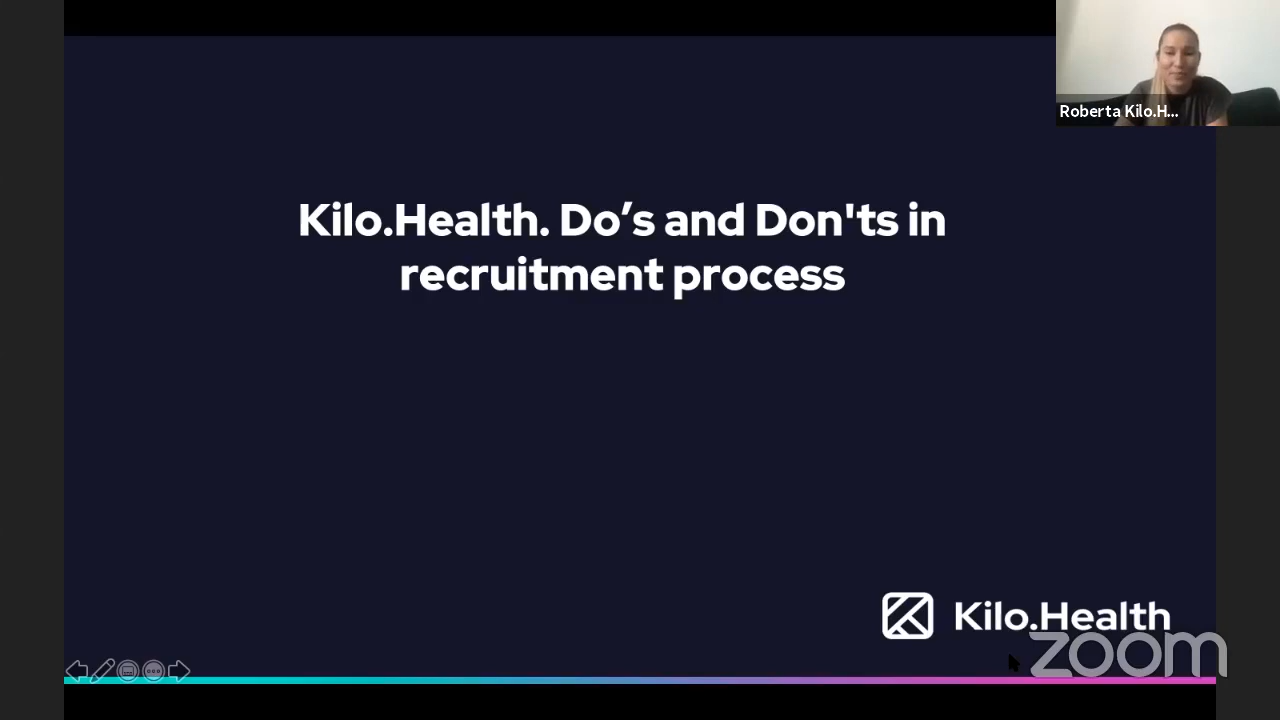 Roberta Kilo.H...
Kilo.Health. Do’s and Don'ts in
recruitment process
Kilo.Health
zoom